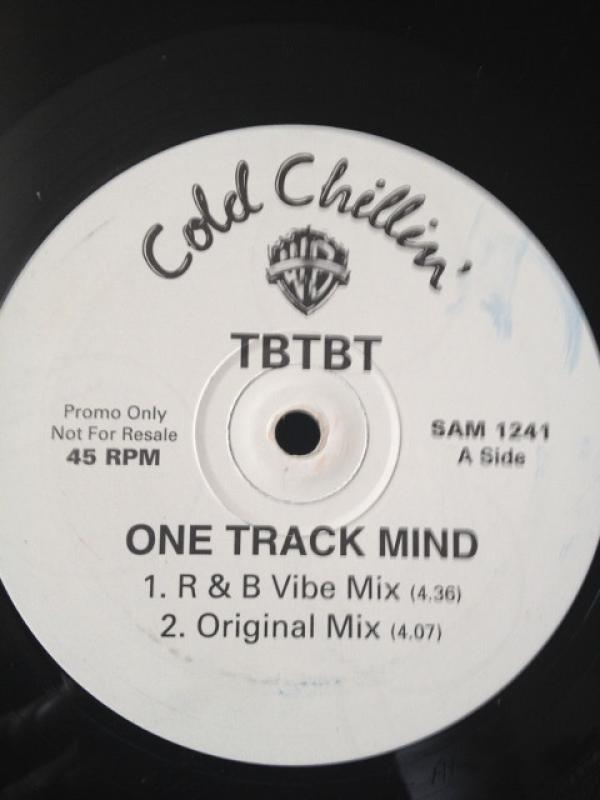 Cold Chillin'
WB
TBTBT
Promo Only
Not For Resale
45 RPM
SAM 1241
A Side
ONE TRACK MIND
1. R & B Vibe Mix (4.36)
2. Original Mix (4.07)